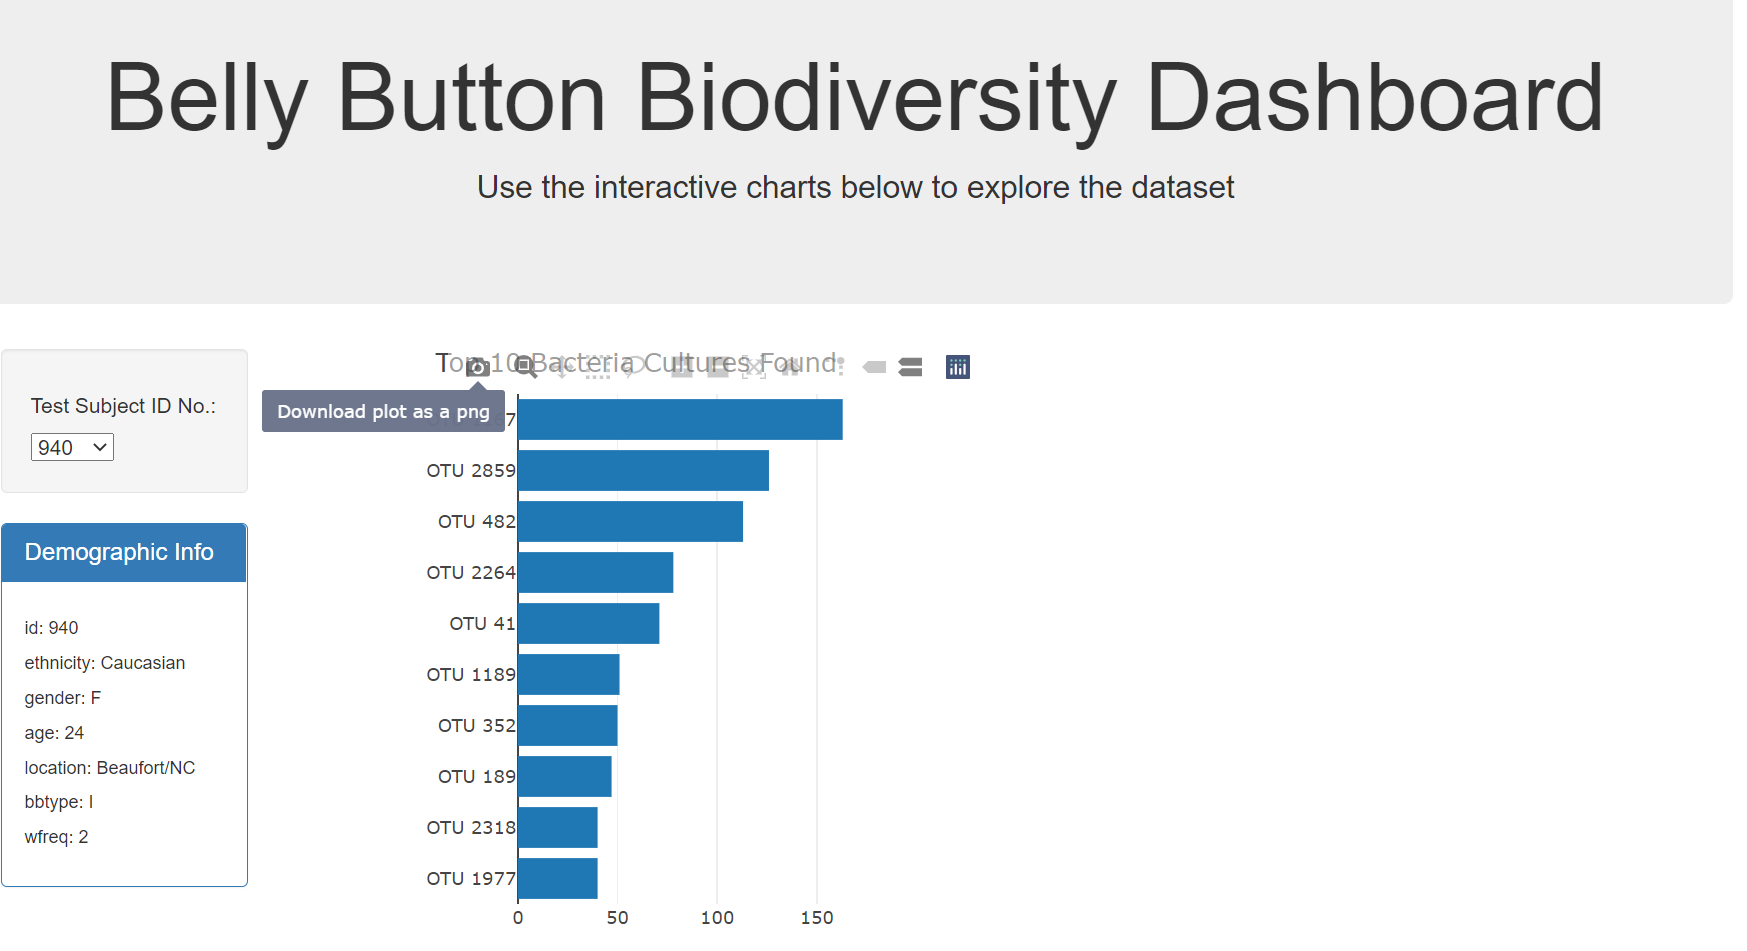 Belly Button Biodiversity Dashboard
Use the interactive charts below to explore the dataset
Test Subject ID No.:
940
Demographic Info
id: 940
ethnicity: Caucasian
gender: F
age: 24
location: Beaufort/NC
bbtype: I
wfreq: 2
Top 10 Bacteria Cultures Found
Download plot as a png
OTU 2859
OTU 482
OTU 2264
OTU 41
OTU 1189
OTU 352
OTU 189
OTU 2318
OTU 1977
0 50 100 150